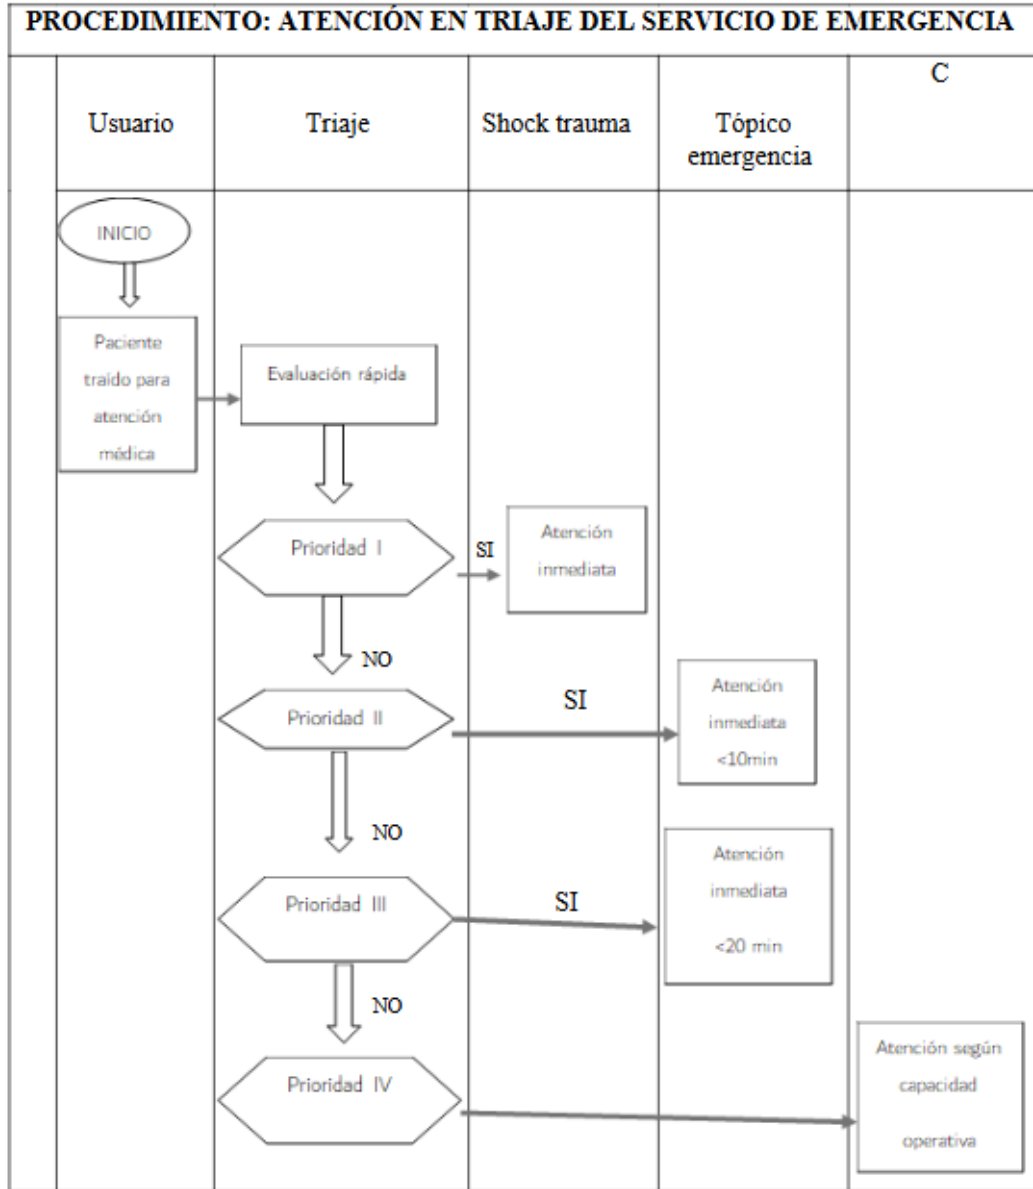 PROCEDIMIENTO: ATENCIÓN EN TRIAJE DEL SERVICIO DE EMERGENCIA
Usuario
Triaje
Shock trauma
Tópico
emergencia
C
INICIO
Paciente
traído para
atención
médica
Evaluación rápida
Prioridad I
SI
Atención
inmediata
NO
Prioridad II
SI
Atención
inmediata
<10min
NO
Prioridad III
SI
Atención
inmediata
<20 min
NO
Prioridad IV
Atención según
capacidad
operativa